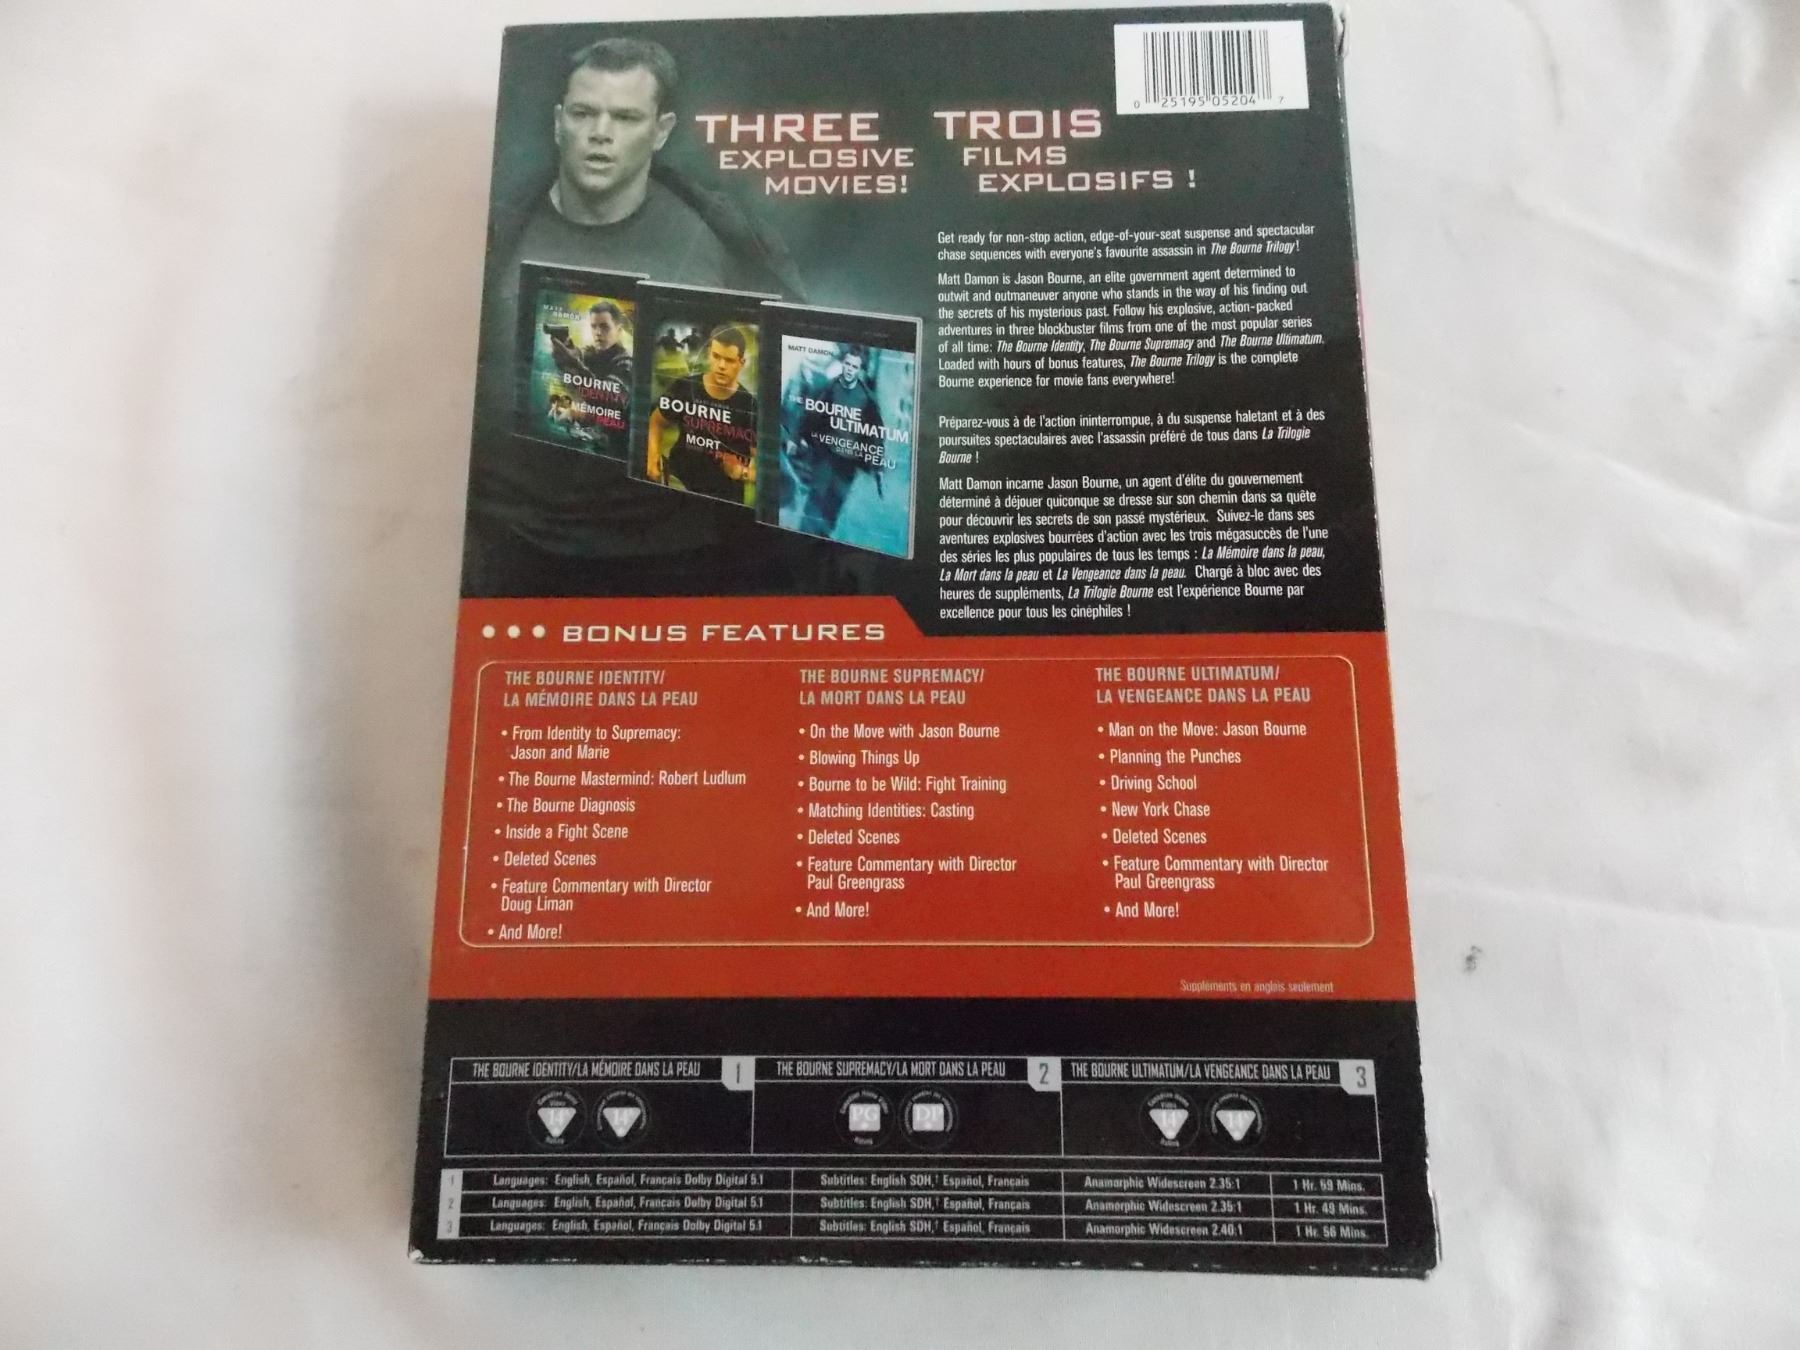 THREE
EXPLOSIVE
MOVIES!
TROIS
FILMS
EXPLOSIFS !
0 25195 05204 7
Get ready for non-stop action, edge-of-your-seat suspense and spectacular
chase sequences with everyone's favourite assassin in The Bourne Trilogy!
Matt Damon is Jason Bourne, an elite government agent determined to
outwit and outmaneuver anyone who stands in the way of his finding out
the secrets of his mysterious past. Follow his explosive, action-packed
adventures in three blockbuster films from one of the most popular series
of all time: The Bourne Identity, The Bourne Supremacy and The Bourne Ultimatum.
Loaded with hours of bonus features, The Bourne Trilogy is the complete
Bourne experience for movie fans everywhere!
Préparez-vous à de l'action ininterrompue, à du suspense haletant et à des
poursuites spectaculaires avec l'assassin préféré de tous dans La Trilogie
Bourne !
Matt Damon incarne Jason Bourne, un agent d'élite du gouvernement
déterminé à déjouer quiconque se dresse sur son chemin dans sa quête
pour découvrir les secrets de son passé mystérieux. Suivez-le dans ses
aventures explosives bourrées d'action avec les trois mégasuccès de l'une
des séries les plus populaires de tous les temps : La Mémoire dans la peau,
La Mort dans la peau et La Vengeance dans la peau. Chargé à bloc avec des
heures de suppléments, La Trilogie Bourne est l'expérience Bourne par
excellence pour tous les cinéphiles !
MATT
DAMON
BOURNE
IDENTITY
MÉMOIRE
PEAU
BOURNE
SUPREMACY
MORT
PEAU
MATT DAMON
THE BOURNE
ULTIMATUM
LA VENGEANCE
DANS LA PEAU
••• BONUS FEATURES
THE BOURNE IDENTITY/
LA MÉMOIRE DANS LA PEAU
• From Identity to Supremacy:
Jason and Marie
• The Bourne Mastermind: Robert Ludlum
• The Bourne Diagnosis
• Inside a Fight Scene
• Deleted Scenes
• Feature Commentary with Director
Doug Liman
• And More!
THE BOURNE SUPREMACY/
LA MORT DANS LA PEAU
• On the Move with Jason Bourne
• Blowing Things Up
• Bourne to be Wild: Fight Training
• Matching Identities: Casting
• Deleted Scenes
• Feature Commentary with Director
Paul Greengrass
• And More!
THE BOURNE ULTIMATUM/
LA VENGEANCE DANS LA PEAU
• Man on the Move: Jason Bourne
• Planning the Punches
• Driving School
• New York Chase
• Deleted Scenes
• Feature Commentary with Director
Paul Greengrass
• And More!
Suppléments en anglais seulement
THE BOURNE IDENTITY/LA MÉMOIRE DANS LA PEAU 1
14
14
THE BOURNE SUPREMACY/LA MORT DANS LA PEAU 2
PG
DP
THE BOURNE ULTIMATUM/LA VENGEANCE DANS LA PEAU 3
14
14
1 Languages: English, Español, Français Dolby Digital 5.1 Subtitles: English SDH,† Español, Français Anamorphic Widescreen 2.35:1 1 Hr. 59 Mins.
2 Languages: English, Español, Français Dolby Digital 5.1 Subtitles: English SDH,† Español, Français Anamorphic Widescreen 2.35:1 1 Hr. 49 Mins.
3 Languages: English, Español, Français Dolby Digital 5.1 Subtitles: English SDH,† Español, Français Anamorphic Widescreen 2.40:1 1 Hr. 56 Mins.